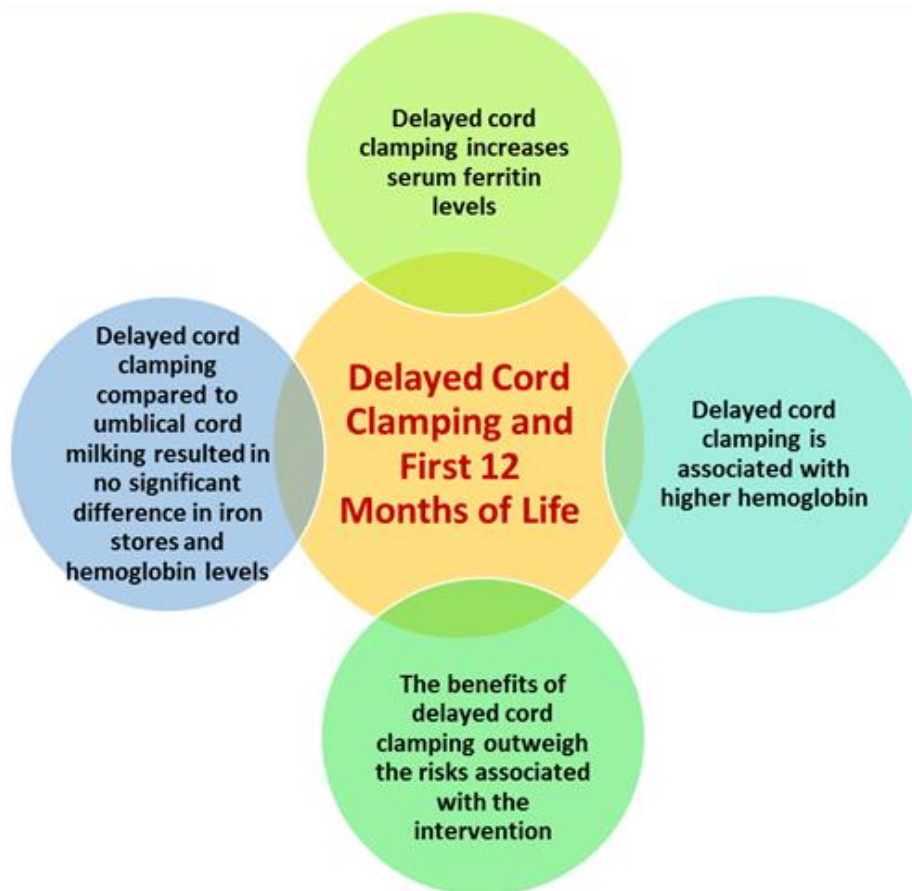 Delayed cord
clamping increases
serum ferritin
levels
Delayed cord
clamping
compared to
umblical cord
milking resulted in
no significant
difference in iron
stores and
hemoglobin levels
Delayed Cord
Clamping and
First 12
Months of Life
Delayed cord
clamping is
associated with
higher hemoglobin
The benefits of
delayed cord
clamping outweigh
the risks associated
with the
intervention